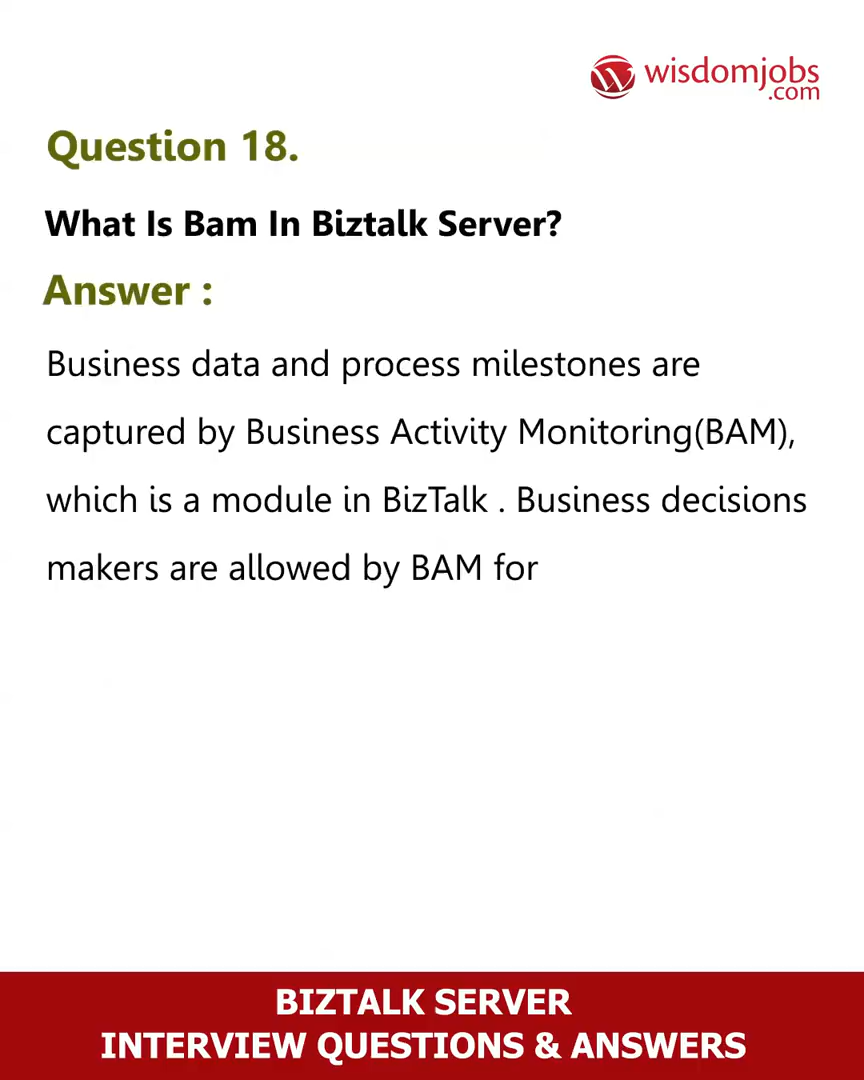 wisdomjobs
.com
Question 18.
What Is Bam In Biztalk Server?
Answer :
Business data and process milestones are
captured by Business Activity Monitoring(BAM),
which is a module in BizTalk . Business decisions
makers are allowed by BAM for
BIZTALK SERVER
INTERVIEW QUESTIONS & ANSWERS